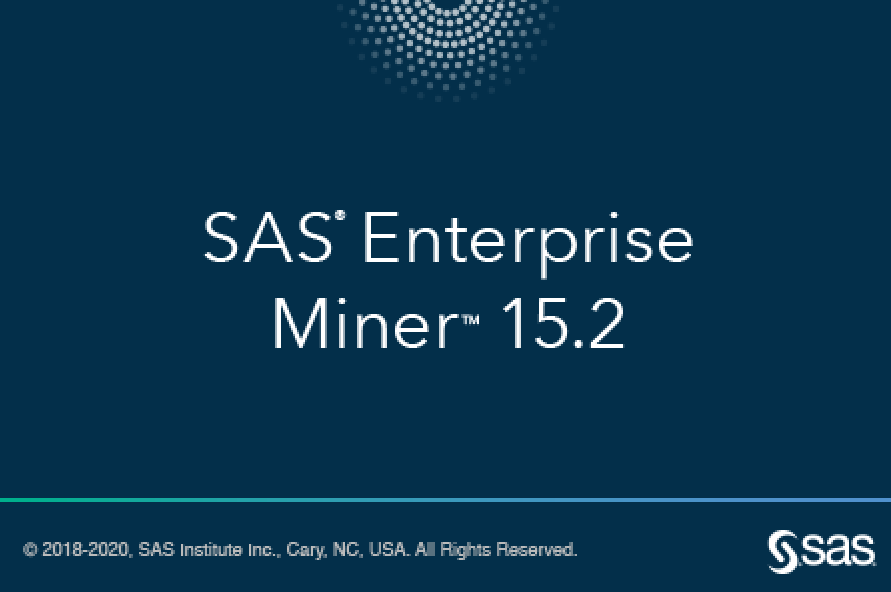 SAS® Enterprise
Miner™ 15.2
© 2018-2020, SAS Institute Inc., Cary, NC, USA. All Rights Reserved.
sas